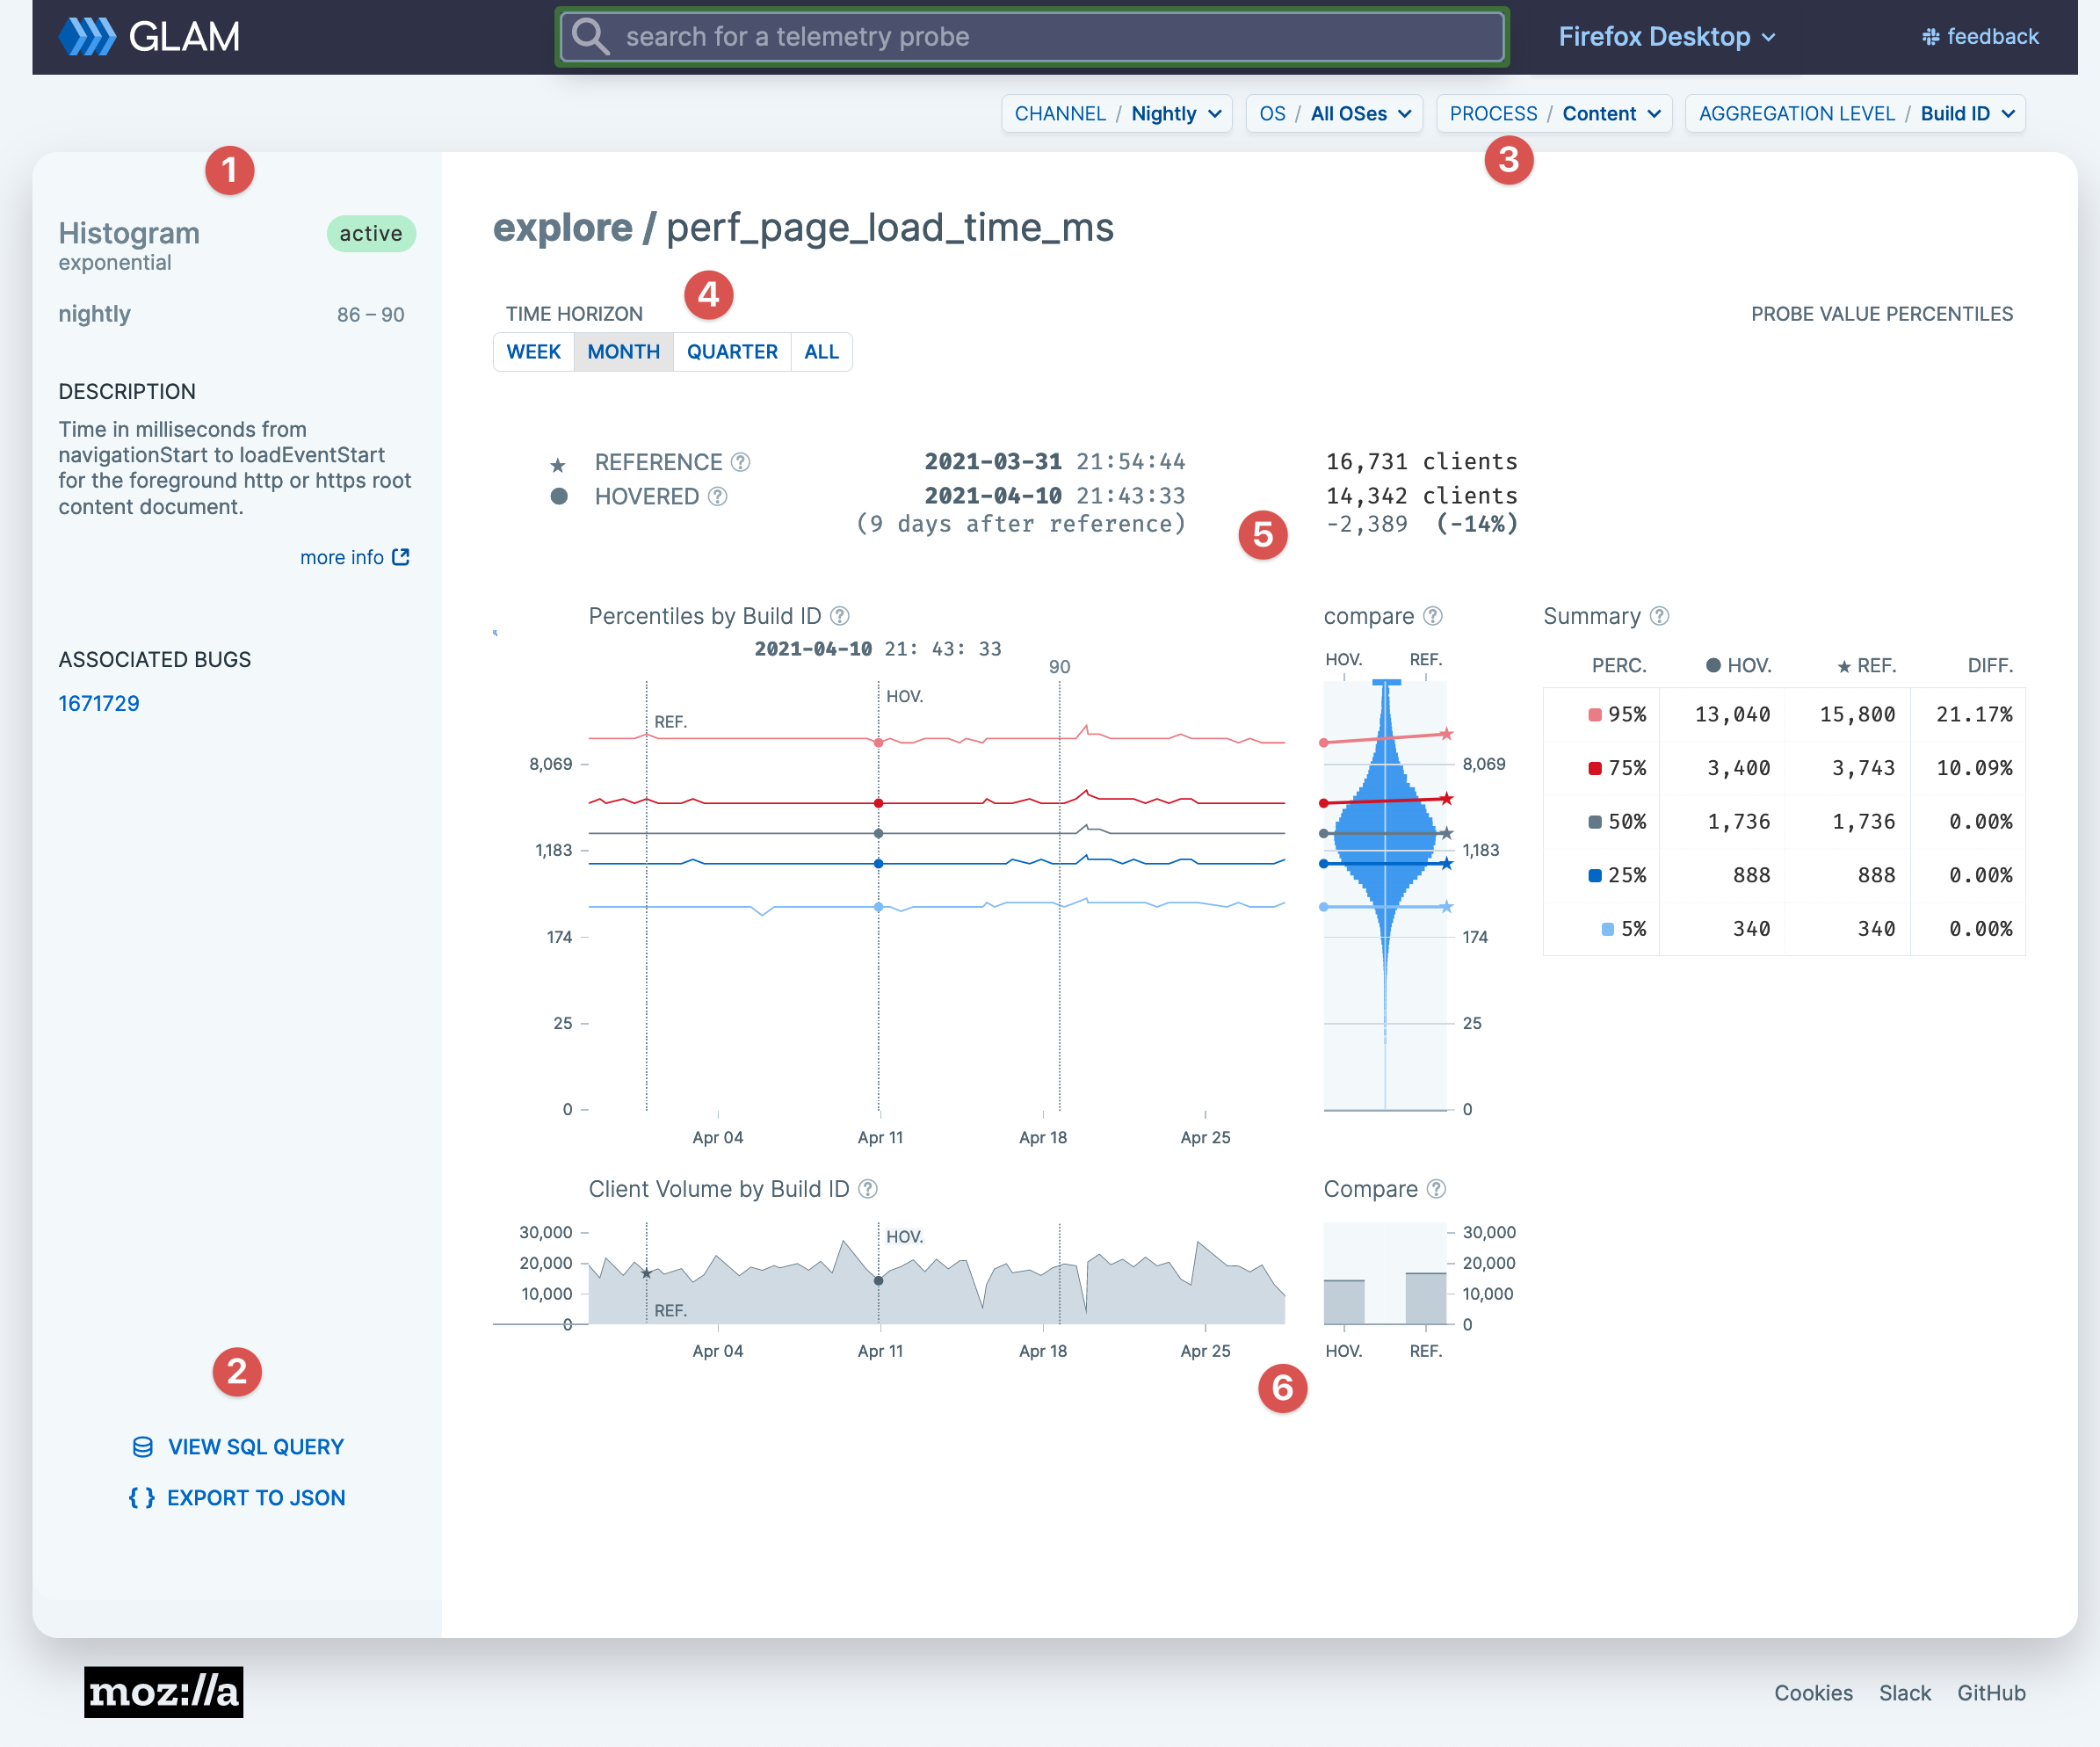 GLAM
search for a telemetry probe
Firefox Desktop
feedback
CHANNEL / Nightly
OS / All OSes
PROCESS / Content
AGGREGATION LEVEL / Build ID
1
3
Histogram
active
exponential
nightly
86 – 90
DESCRIPTION
Time in milliseconds from
navigationStart to loadEventStart
for the foreground http or https root
content document.
more info
ASSOCIATED BUGS
1671729
2
VIEW SQL QUERY
{ } EXPORT TO JSON
explore / perf_page_load_time_ms
4
TIME HORIZON
PROBE VALUE PERCENTILES
WEEK MONTH QUARTER ALL
★ REFERENCE ? 2021-03-31 21:54:44 16,731 clients
● HOVERED ? 2021-04-10 21:43:33 14,342 clients
(9 days after reference) -2,389 (-14%)
5
Percentiles by Build ID ?
2021-04-10 21: 43: 33
90
HOV.
REF.
8,069
1,183
174
25
0
Apr 04 Apr 11 Apr 18 Apr 25
compare ?
HOV. REF.
8,069
1,183
174
25
0
Summary ?
PERC. ● HOV. ★ REF. DIFF.
95% 13,040 15,800 21.17%
75% 3,400 3,743 10.09%
50% 1,736 1,736 0.00%
25% 888 888 0.00%
5% 340 340 0.00%
Client Volume by Build ID ?
30,000
20,000
10,000
0
HOV.
REF.
Apr 04 Apr 11 Apr 18 Apr 25
Compare ?
30,000
20,000
10,000
0
HOV. REF.
6
moz://a
Cookies Slack GitHub